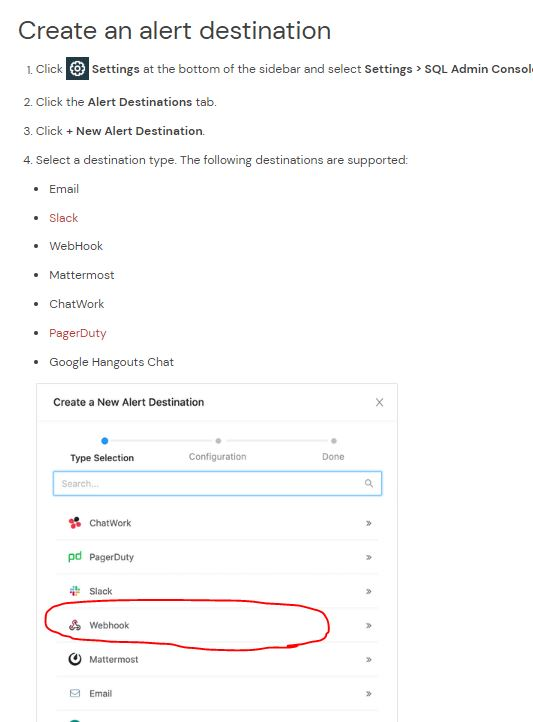 Create an alert destination
1. Click Settings at the bottom of the sidebar and select Settings > SQL Admin Consol
2. Click the Alert Destinations tab.
3. Click + New Alert Destination.
4. Select a destination type. The following destinations are supported:
• Email
• Slack
• WebHook
• Mattermost
• ChatWork
• PagerDuty
• Google Hangouts Chat
Create a New Alert Destination
Type Selection Configuration Done
Search...
ChatWork »
pd PagerDuty »
Slack »
Webhook »
Mattermost »
Email »